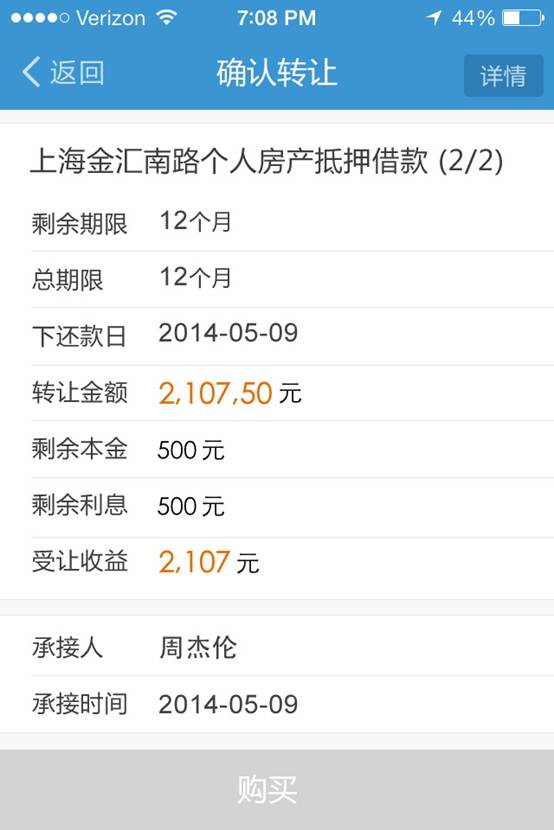 Verizon 7:08 PM 44%
返回 确认转让 详情
上海金汇南路个人房产抵押借款 (2/2)
剩余期限 12个月
总期限 12个月
下还款日 2014-05-09
转让金额 2,107,50 元
剩余本金 500 元
剩余利息 500 元
受让收益 2,107 元
承接人 周杰伦
承接时间 2014-05-09
购买